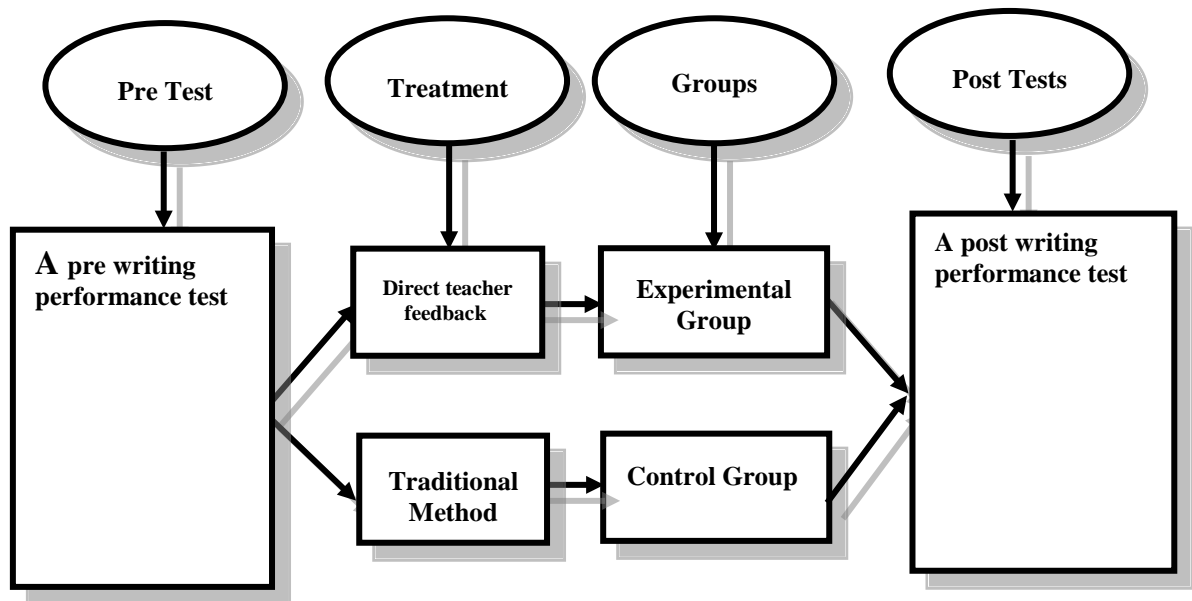 Pre Test
Treatment
Groups
Post Tests
A pre writing
performance test
Direct teacher
feedback
Experimental
Group
A post writing
performance test
Traditional
Method
Control Group